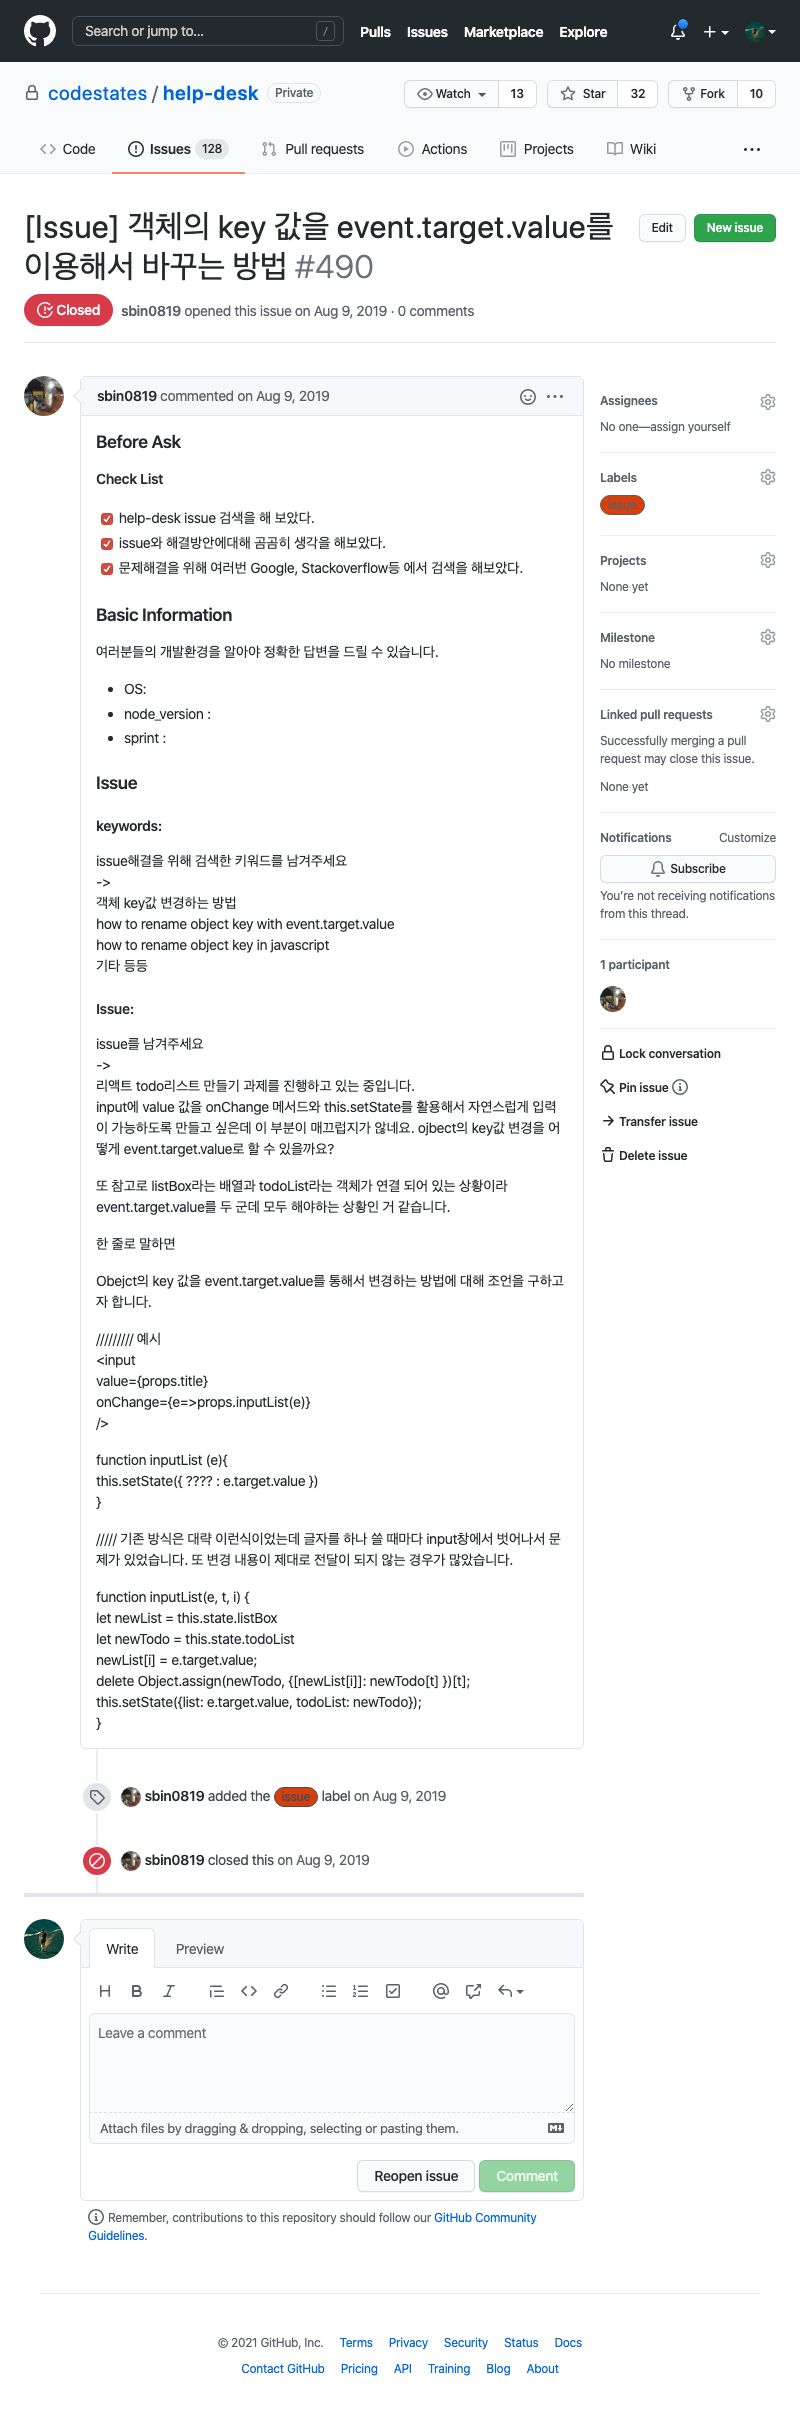 Search or jump to...
/
Pulls
Issues
Marketplace
Explore
codestates / help-desk
Private
Watch
13
Star
32
Fork
10
Code
Issues 128
Pull requests
Actions
Projects
Wiki
[Issue] 객체의 key 값을 event.target.value를
이용해서 바꾸는 방법 #490
Edit
New issue
Closed
sbin0819 opened this issue on Aug 9, 2019 · 0 comments
sbin0819 commented on Aug 9, 2019
Before Ask
Check List
help-desk issue 검색을 해 보았다.
issue와 해결방안에대해 곰곰히 생각을 해보았다.
문제해결을 위해 여러번 Google, Stackoverflow등 에서 검색을 해보았다.
Basic Information
여러분들의 개발환경을 알아야 정확한 답변을 드릴 수 있습니다.
OS:
node_version :
sprint :
Issue
keywords:
issue해결을 위해 검색한 키워드를 남겨주세요
->
객체 key값 변경하는 방법
how to rename object key with event.target.value
how to rename object key in javascript
기타 등등
Issue:
issue를 남겨주세요
->
리액트 todo리스트 만들기 과제를 진행하고 있는 중입니다.
input에 value 값을 onChange 메서드와 this.setState를 활용해서 자연스럽게 입력
이 가능하도록 만들고 싶은데 이 부분이 매끄럽지가 않네요. ojbect의 key값 변경을 어
떻게 event.target.value로 할 수 있을까요?
또 참고로 listBox라는 배열과 todoList라는 객체가 연결 되어 있는 상황이라
event.target.value를 두 군데 모두 해야하는 상황인 거 같습니다.
한 줄로 말하면
Obejct의 key 값을 event.target.value를 통해서 변경하는 방법에 대해 조언을 구하고
자 합니다.
///////// 예시
<input
value={props.title}
onChange={e=>props.inputList(e)}
/>
function inputList (e){
this.setState({ ???? : e.target.value })
}
///// 기존 방식은 대략 이런식이었는데 글자를 하나 쓸 때마다 input창에서 벗어나서 문
제가 있었습니다. 또 변경 내용이 제대로 전달이 되지 않는 경우가 많았습니다.
function inputList(e, t, i) {
let newList = this.state.listBox
let newTodo = this.state.todoList
newList[i] = e.target.value;
delete Object.assign(newTodo, {[newList[i]]: newTodo[t] })[t];
this.setState({list: e.target.value, todoList: newTodo});
}
sbin0819 added the issue label on Aug 9, 2019
sbin0819 closed this on Aug 9, 2019
Assignees
No one—assign yourself
Labels
issue
Projects
None yet
Milestone
No milestone
Linked pull requests
Successfully merging a pull
request may close this issue.
None yet
Notifications
Customize
Subscribe
You're not receiving notifications
from this thread.
1 participant
Lock conversation
Pin issue
Transfer issue
Delete issue
Write
Preview
Leave a comment
Attach files by dragging & dropping, selecting or pasting them.
Reopen issue
Comment
Remember, contributions to this repository should follow our GitHub Community
Guidelines.
© 2021 GitHub, Inc.
Terms
Privacy
Security
Status
Docs
Contact GitHub
Pricing
API
Training
Blog
About